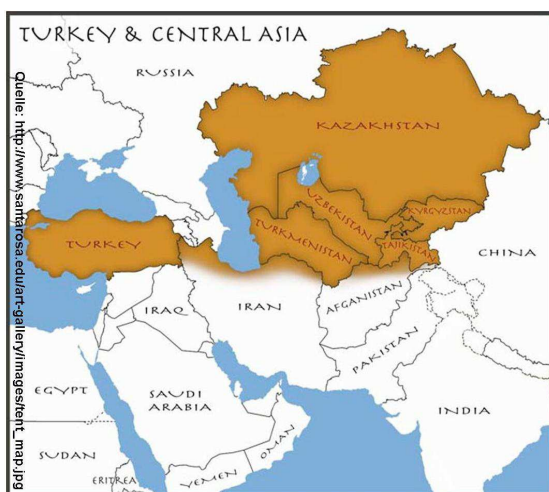 TURKEY & CENTRAL ASIA
RUSSIA
Quelle: http://www.santarosa.edu/art-gallery/images/tent_map.jpg
KAZAKHSTAN
UZBEKISTAN
KYRGYZSTAN
TURKMENISTAN
TAJIKISTAN
TURKEY
CHINA
AFGANISTAN
IRAQ
IRAN
PAKISTAN
EGYPT
SAUDI
ARABIA
INDIA
OMAN
SUDAN
ERITREA
YEMEN